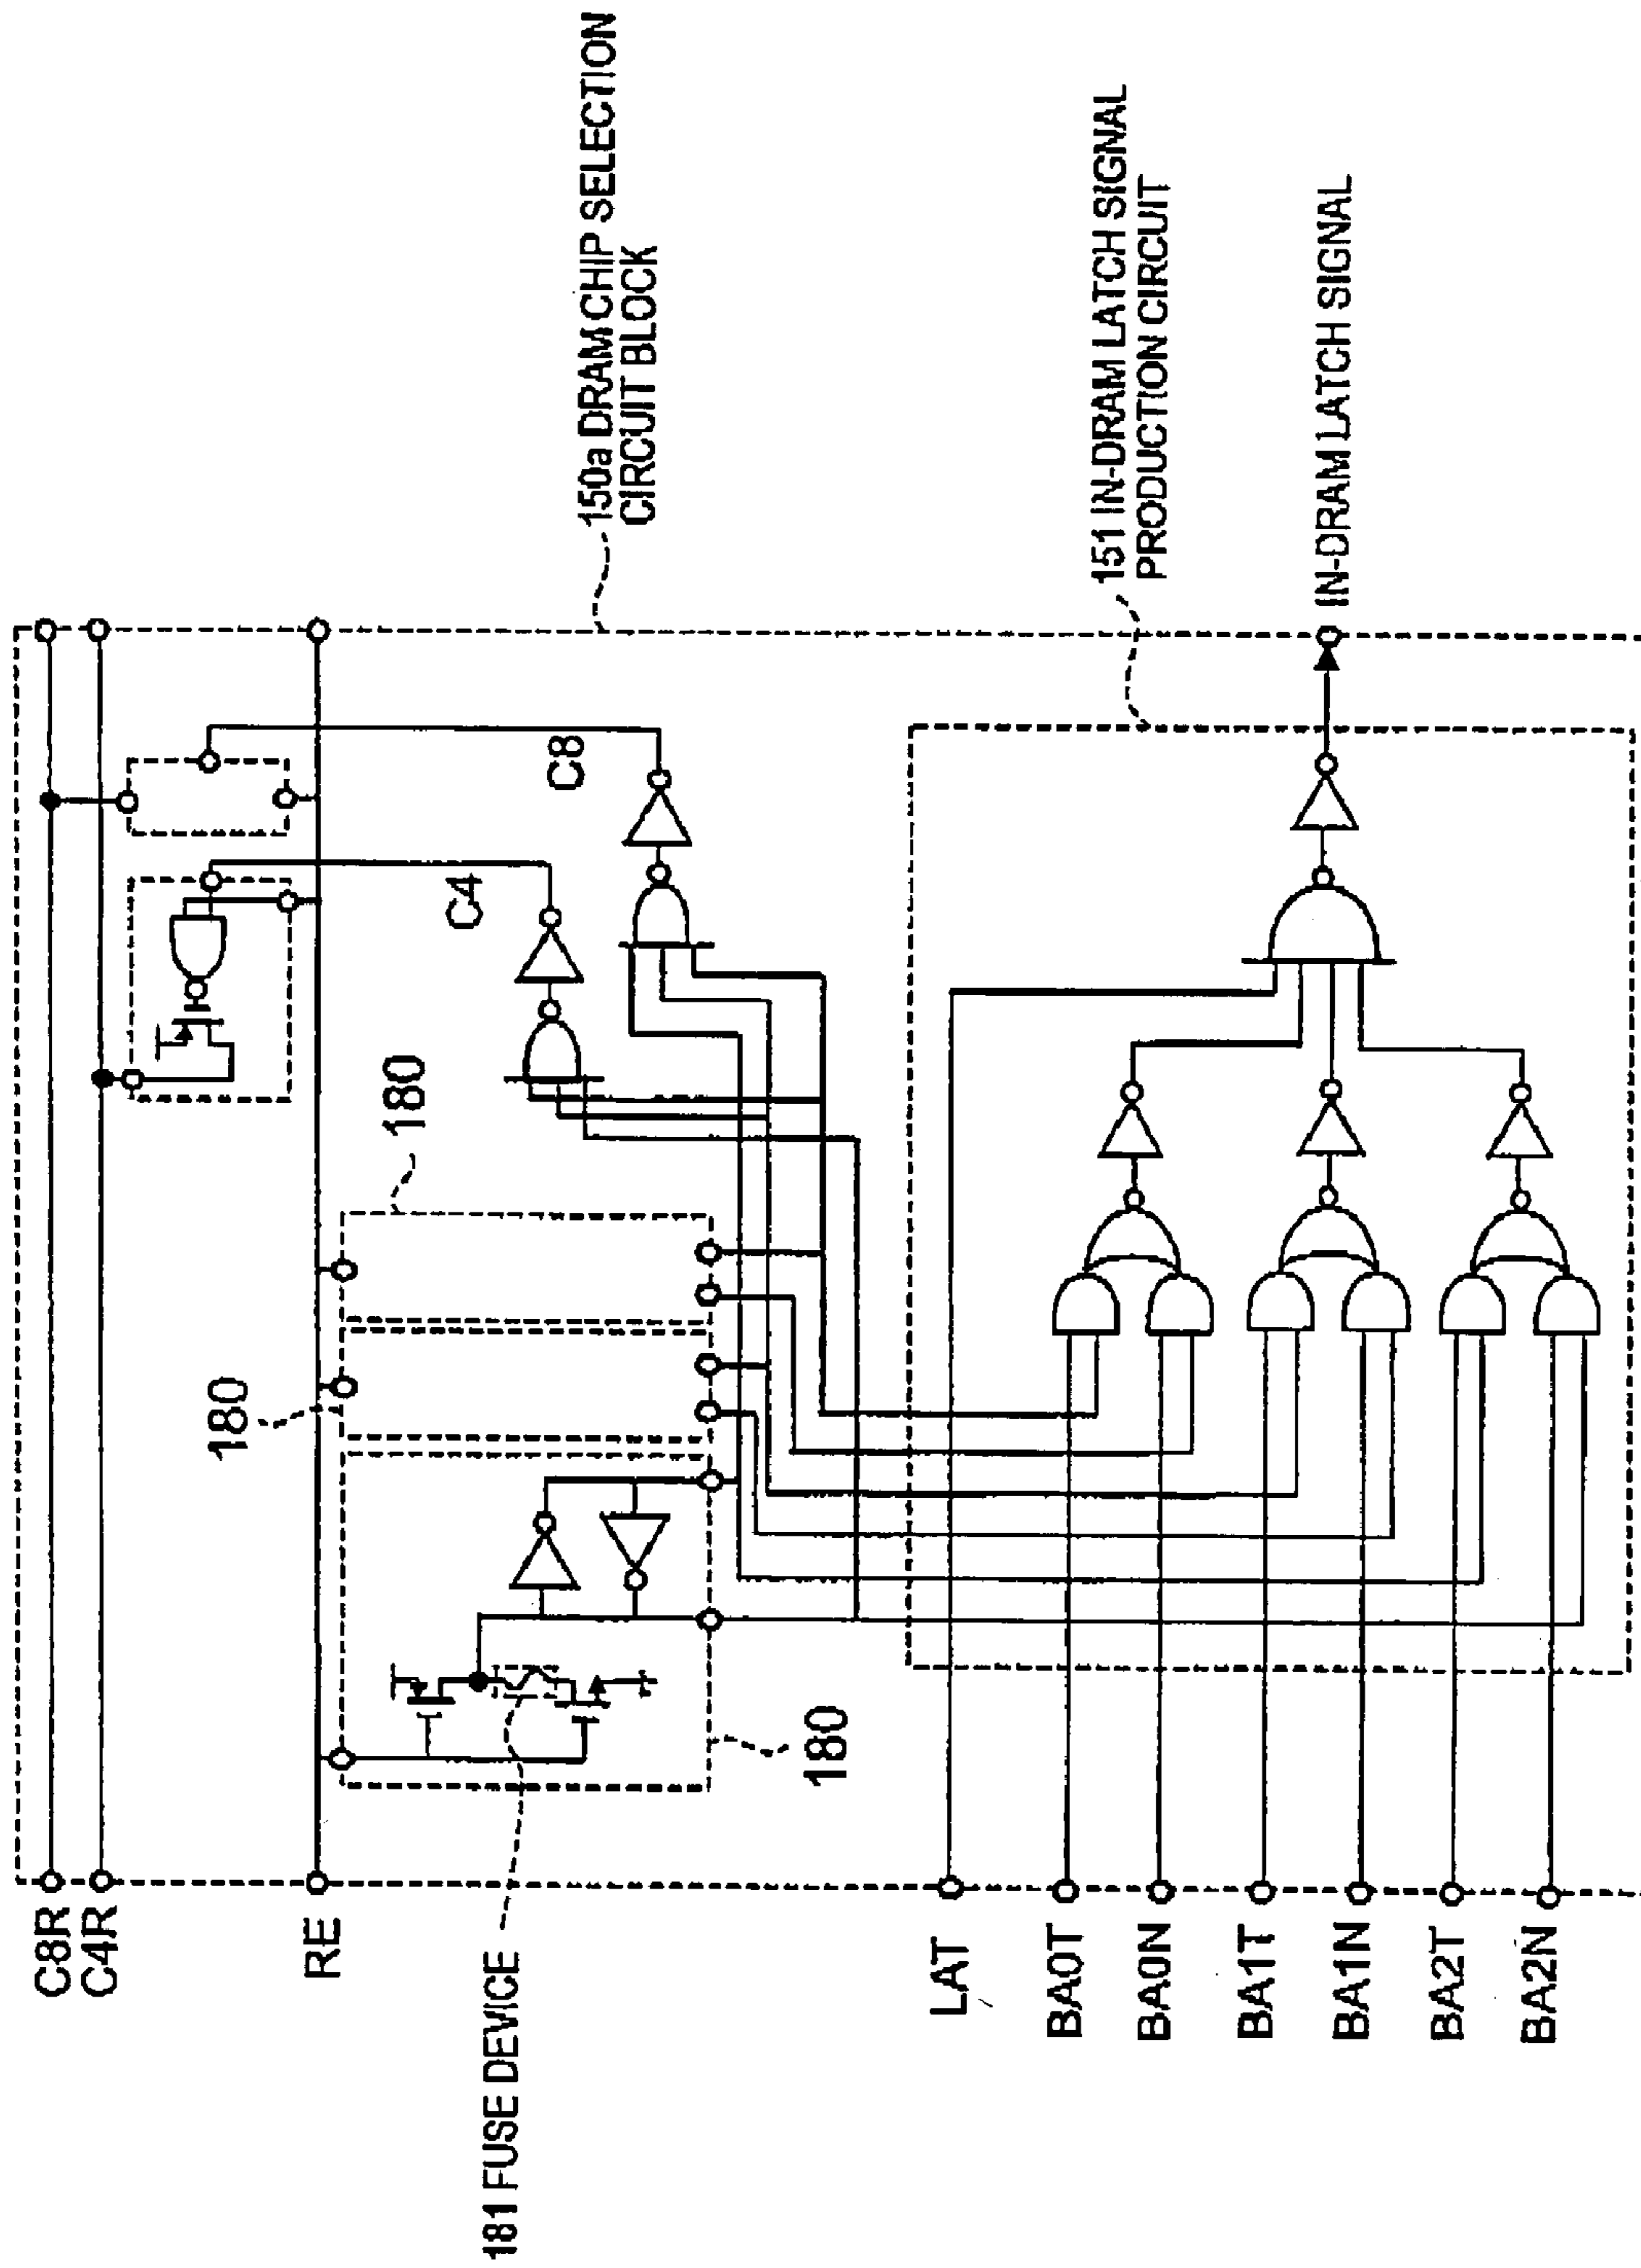 C8R
C4R
RE
181 FUSE DEVICE
LAT
BA0T
BA0N
BA1T
BA1N
BA2T
BA2N
180
180
180
C4
C8
150a DRAM CHIP SELECTION
CIRCUIT BLOCK
151 IN-DRAM LATCH SIGNAL
PRODUCTION CIRCUIT
IN-DRAM LATCH SIGNAL